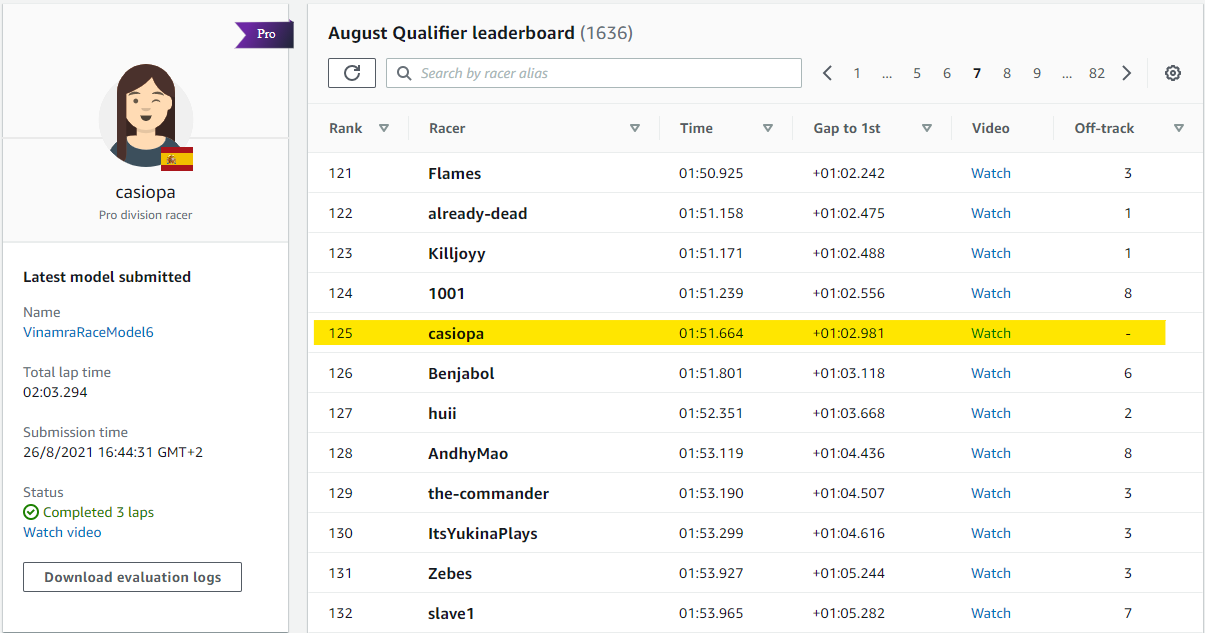 Pro
casiopa
Pro division racer
Latest model submitted
Name
VinamraRaceModel6
Total lap time
02:03.294
Submission time
26/8/2021 16:44:31 GMT+2
Status
Completed 3 laps
Watch video
Download evaluation logs
August Qualifier leaderboard (1636)
Search by racer alias
1 ... 5 6 7 8 9 ... 82
Rank Racer Time Gap to 1st Video Off-track
121 Flames 01:50.925 +01:02.242 Watch 3
122 already-dead 01:51.158 +01:02.475 Watch 1
123 Killjoyy 01:51.171 +01:02.488 Watch 1
124 1001 01:51.239 +01:02.556 Watch 8
125 casiopa 01:51.664 +01:02.981 Watch -
126 Benjabol 01:51.801 +01:03.118 Watch 6
127 huii 01:52.351 +01:03.668 Watch 2
128 AndhyMao 01:53.119 +01:04.436 Watch 8
129 the-commander 01:53.190 +01:04.507 Watch 3
130 ItsYukinaPlays 01:53.299 +01:04.616 Watch 3
131 Zebes 01:53.927 +01:05.244 Watch 3
132 slave1 01:53.965 +01:05.282 Watch 7